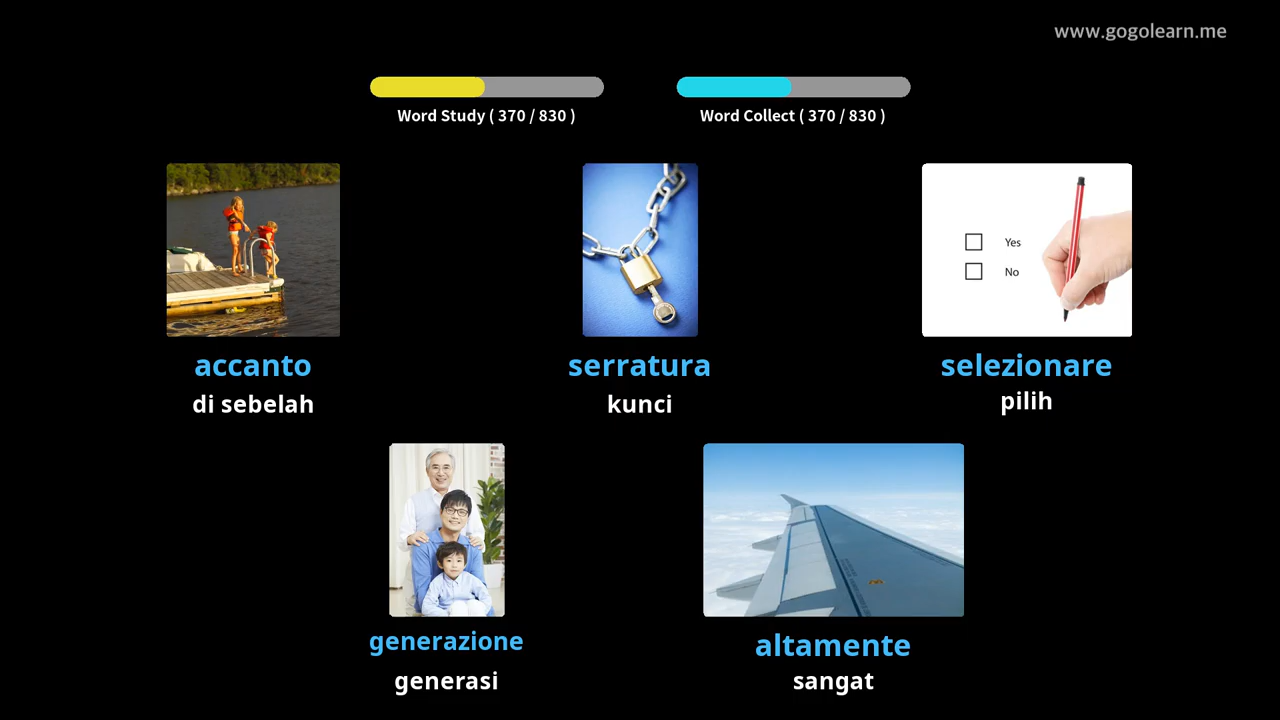 www.gogolearn.me
Word Study ( 370 / 830 )
Word Collect ( 370 / 830 )
Yes
No
accanto
di sebelah
serratura
kunci
selezionare
pilih
generazione
generasi
altamente
sangat